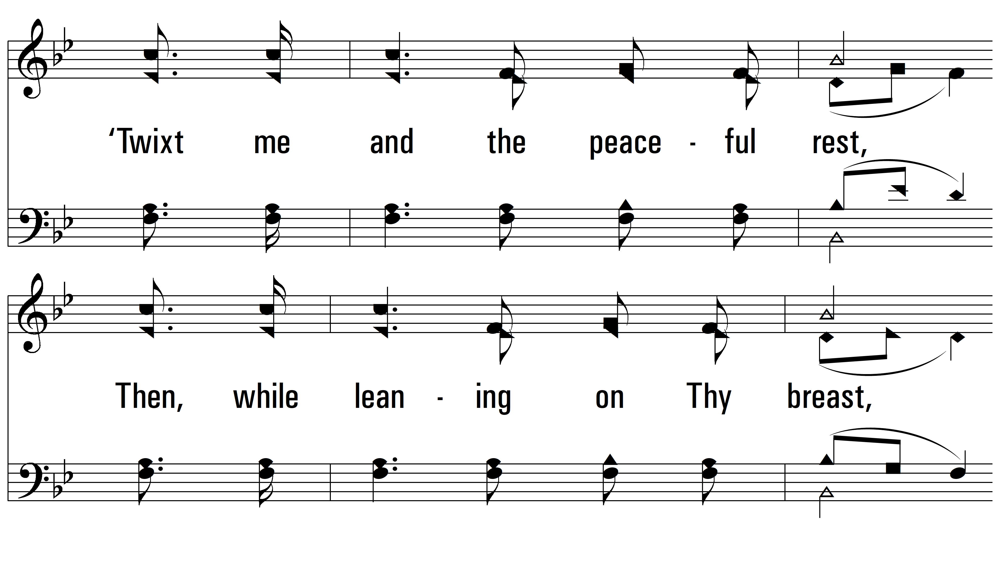 ‘Twixt me and the peace - ful rest,
Then, while lean - ing on Thy breast,